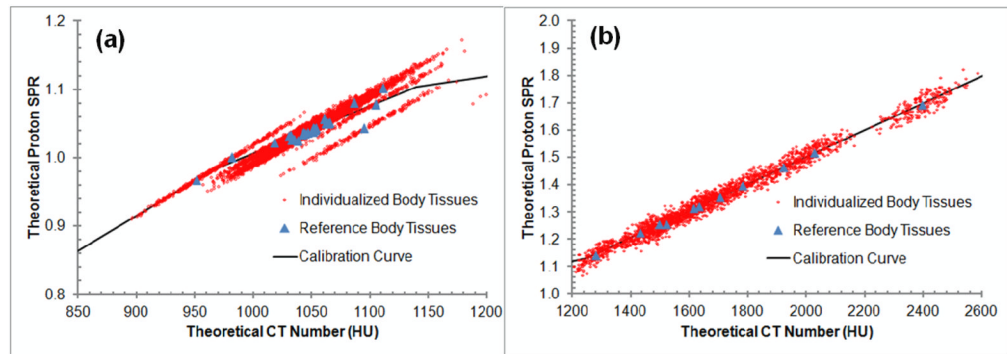 (a)
Theoretical Proton SPR
1.2
1.1
1.0
0.9
0.8
Individualized Body Tissues
Reference Body Tissues
Calibration Curve
850 900 950 1000 1050 1100 1150 1200
Theoretical CT Number (HU)
(b)
Theoretical Proton SPR
2.0
1.9
1.8
1.7
1.6
1.5
1.4
1.3
1.2
1.1
1.0
Individualized Body Tissues
Reference Body Tissues
Calibration Curve
1200 1400 1600 1800 2000 2200 2400 2600
Theoretical CT Number (HU)